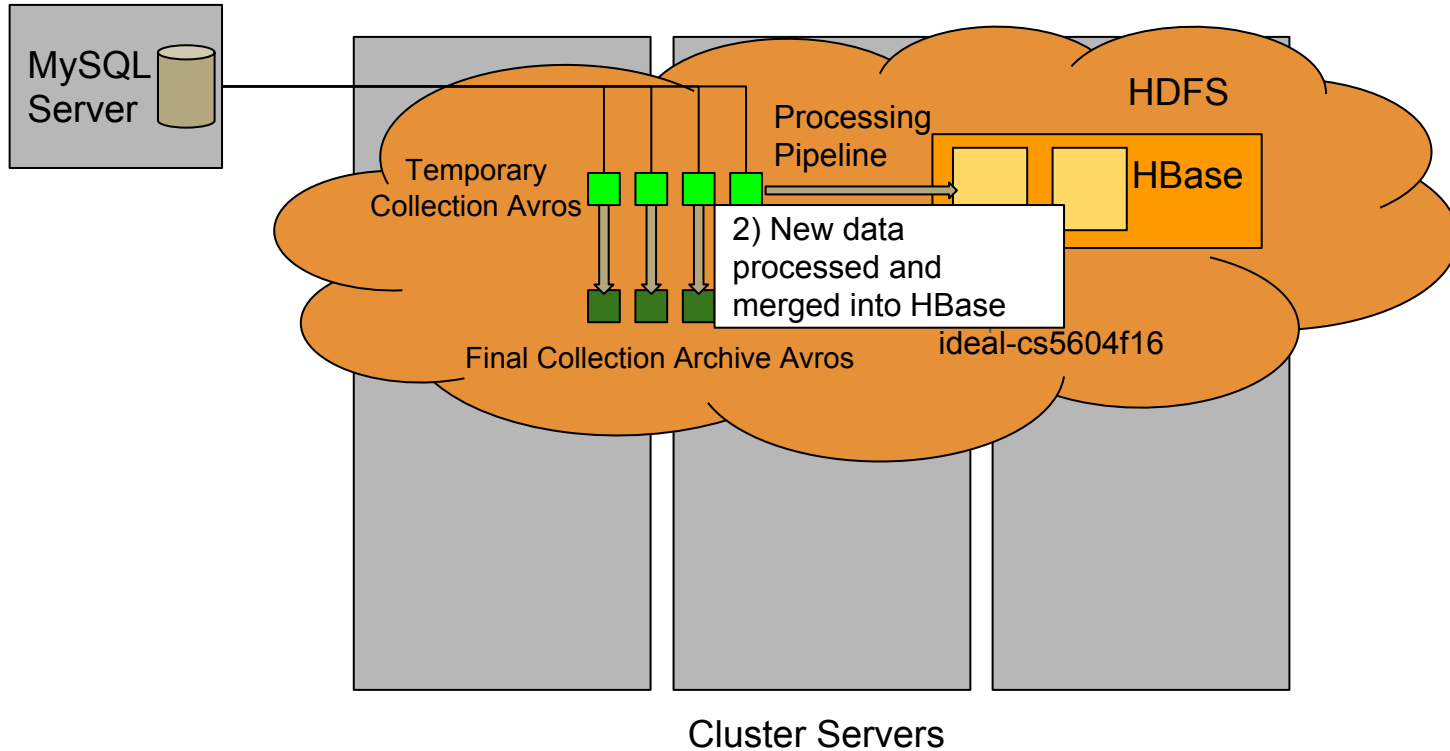 MySQL
Server
HDFS
Processing
Pipeline
Temporary
Collection Avros
HBase
2) New data
processed and
merged into HBase
ideal-cs5604f16
Final Collection Archive Avros
Cluster Servers